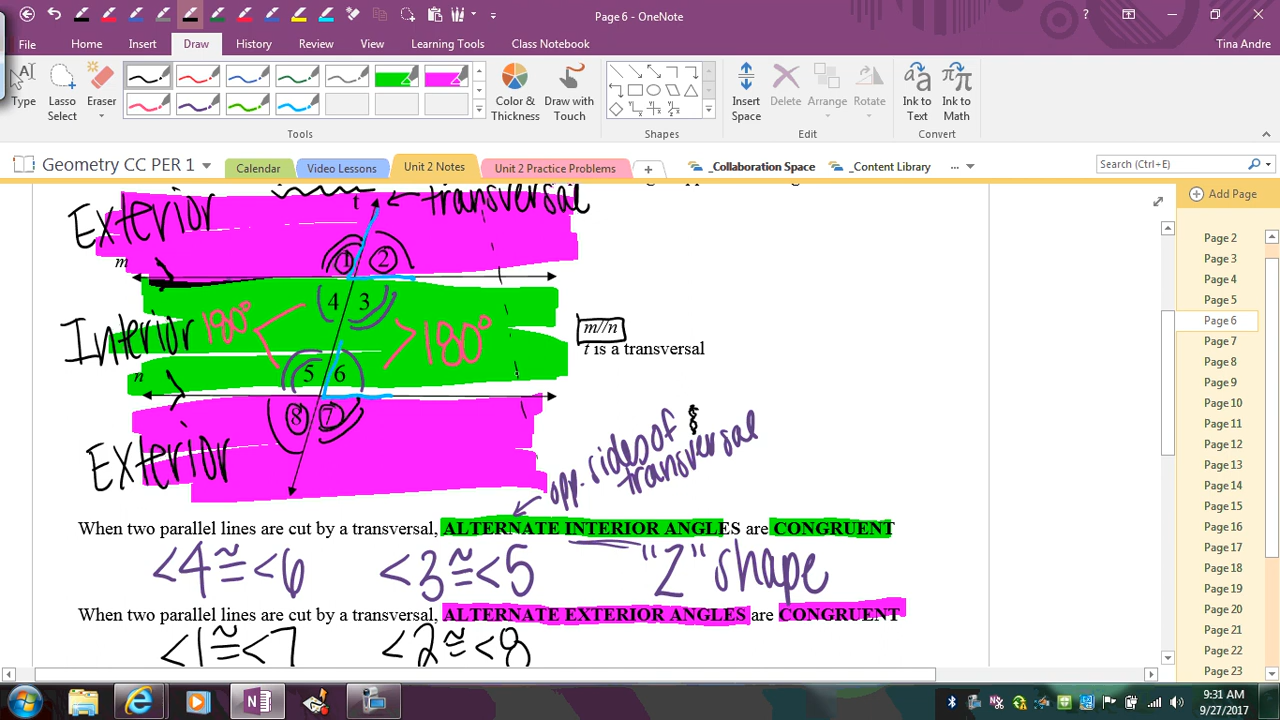 Page 6 - OneNote
?
File
Home
Insert
Draw
History
Review
View
Learning Tools
Class Notebook
Tina Andre
Type
Lasso Select
Eraser
Color & Thickness
Draw with Touch
Insert Space
Delete
Arrange
Rotate
Ink to Text
Ink to Math
Tools
Shapes
Edit
Convert
Geometry CC PER 1
Calendar
Video Lessons
Unit 2 Notes
Unit 2 Practice Problems
_Collaboration Space
_Content Library
...
Search (Ctrl+E)
Add Page
Page 2
Page 3
Page 4
Page 5
Page 6
Page 7
Page 8
Page 9
Page 10
Page 11
Page 12
Page 13
Page 14
Page 15
Page 16
Page 17
Page 18
Page 19
Page 20
Page 21
Page 22
Page 23
t ← transversal
Exterior
m
1 2
4 3
Interior 180° 180°
m//n
t is a transversal
n
5 6
8 7
Exterior
opp. sides of
transversal
When two parallel lines are cut by a transversal, ALTERNATE INTERIOR ANGLES are CONGRUENT
<4≅<6 <3≅<5 "Z" shape
When two parallel lines are cut by a transversal, ALTERNATE EXTERIOR ANGLES are CONGRUENT
<1≅<7 <2≅<8
9:31 AM
9/27/2017